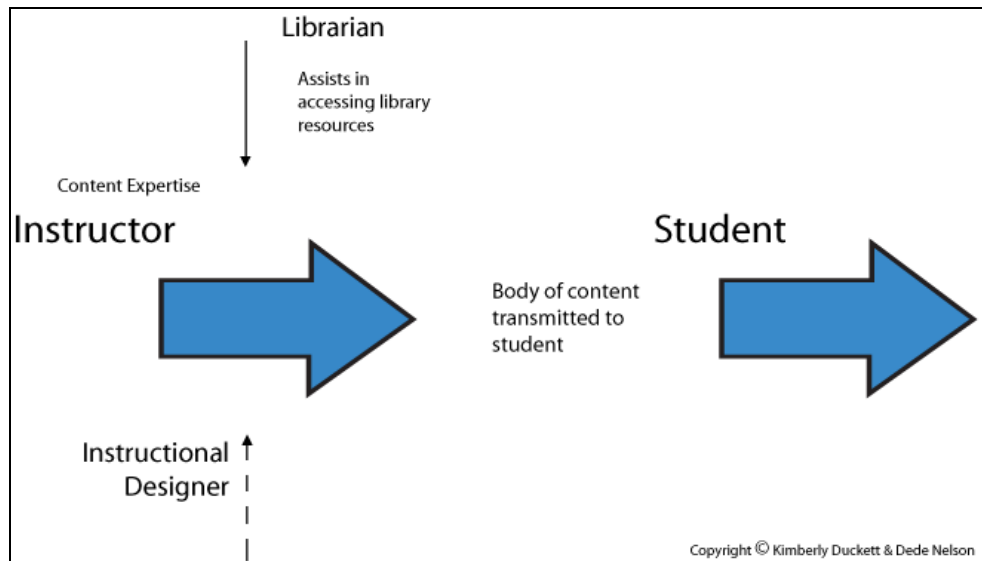 Librarian
Assists in
accessing library
resources
Content Expertise
Instructor
Student
Body of content
transmitted to
student
Instructional
Designer
Copyright © Kimberly Duckett & Dede Nelson